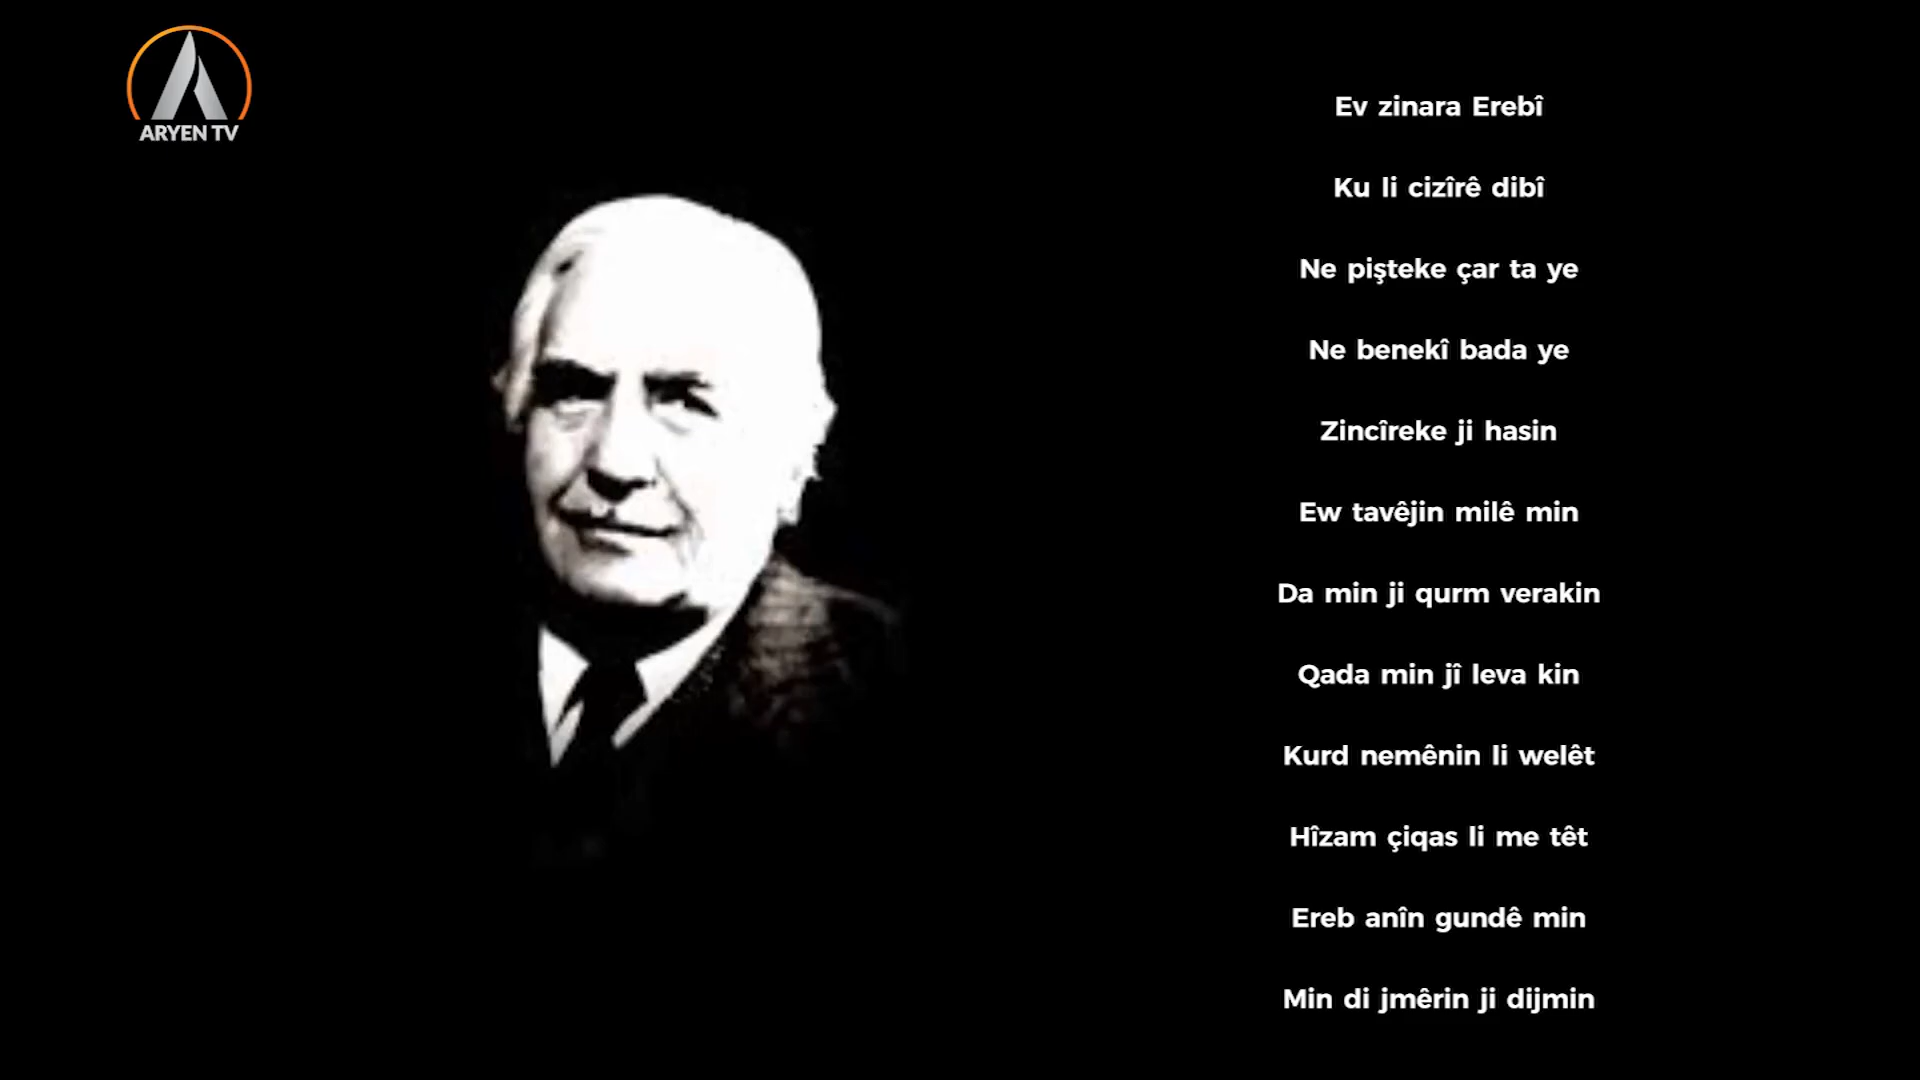 ARYEN TV
Ev zinara Erebî
Ku li cizîrê dibî
Ne pişteke çar ta ye
Ne benekî bada ye
Zincîreke ji hasin
Ew tavêjin milê min
Da min ji qurm verakin
Qada min jî leva kin
Kurd nemênin li welêt
Hîzam çiqas li me têt
Ereb anîn gundê min
Min di jmêrin ji dijmin